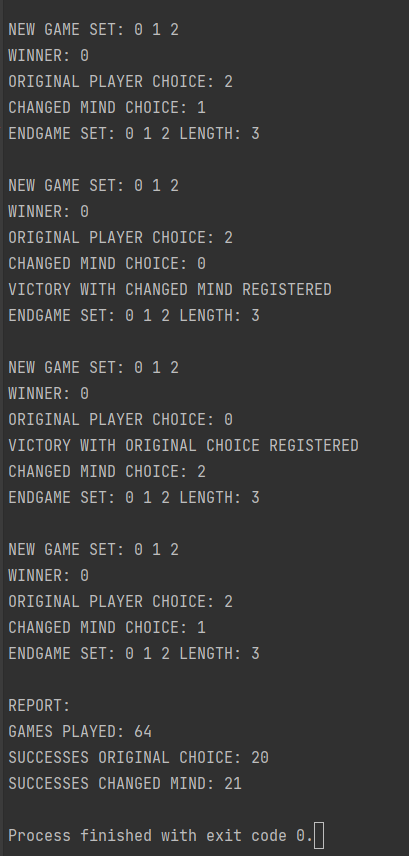 NEW GAME SET: 0 1 2
WINNER: 0
ORIGINAL PLAYER CHOICE: 2
CHANGED MIND CHOICE: 1
ENDGAME SET: 0 1 2 LENGTH: 3

NEW GAME SET: 0 1 2
WINNER: 0
ORIGINAL PLAYER CHOICE: 2
CHANGED MIND CHOICE: 0
VICTORY WITH CHANGED MIND REGISTERED
ENDGAME SET: 0 1 2 LENGTH: 3

NEW GAME SET: 0 1 2
WINNER: 0
ORIGINAL PLAYER CHOICE: 0
VICTORY WITH ORIGINAL CHOICE REGISTERED
CHANGED MIND CHOICE: 2
ENDGAME SET: 0 1 2 LENGTH: 3

NEW GAME SET: 0 1 2
WINNER: 0
ORIGINAL PLAYER CHOICE: 2
CHANGED MIND CHOICE: 1
ENDGAME SET: 0 1 2 LENGTH: 3

REPORT:
GAMES PLAYED: 64
SUCCESSES ORIGINAL CHOICE: 20
SUCCESSES CHANGED MIND: 21

Process finished with exit code 0.